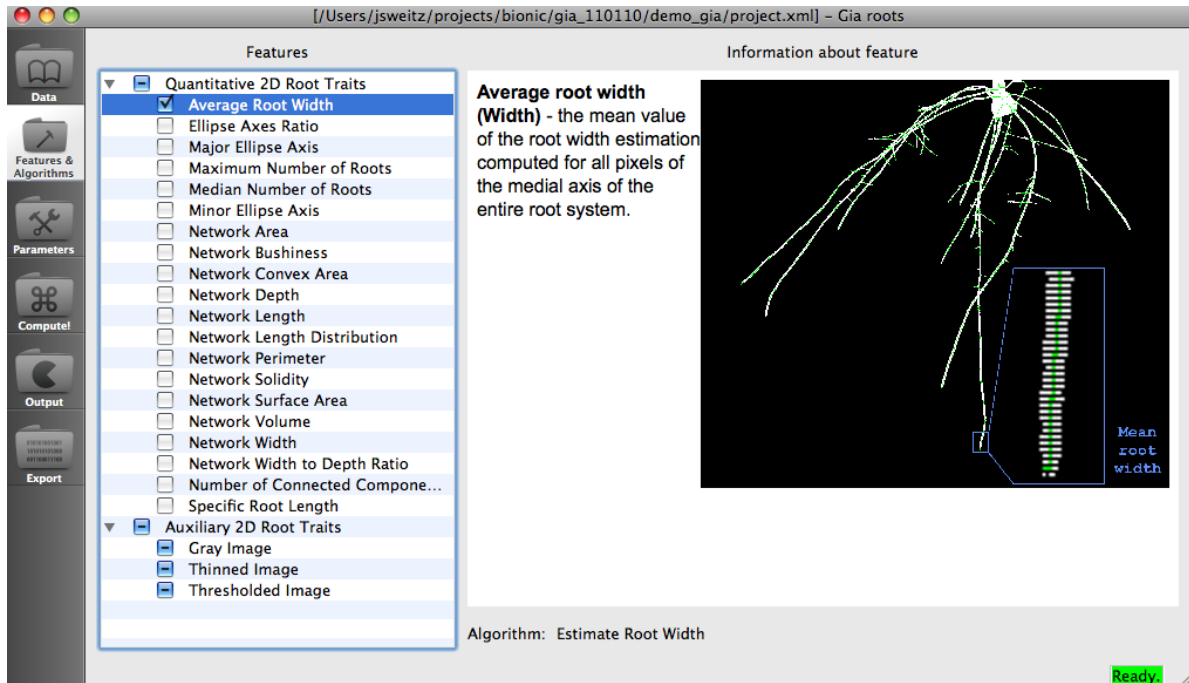 [/Users/jsweitz/projects/bionic/gia_110110/demo_gia/project.xml] – Gia roots
Data
Features &
Algorithms
Parameters
Compute!
Output
Export
Features
Quantitative 2D Root Traits
Average Root Width
Ellipse Axes Ratio
Major Ellipse Axis
Maximum Number of Roots
Median Number of Roots
Minor Ellipse Axis
Network Area
Network Bushiness
Network Convex Area
Network Depth
Network Length
Network Length Distribution
Network Perimeter
Network Solidity
Network Surface Area
Network Volume
Network Width
Network Width to Depth Ratio
Number of Connected Compone...
Specific Root Length
Auxiliary 2D Root Traits
Gray Image
Thinned Image
Thresholded Image
Information about feature
Average root width
(Width) - the mean value
of the root width estimation
computed for all pixels of
the medial axis of the
entire root system.
Mean
root
width
Algorithm: Estimate Root Width
Ready.